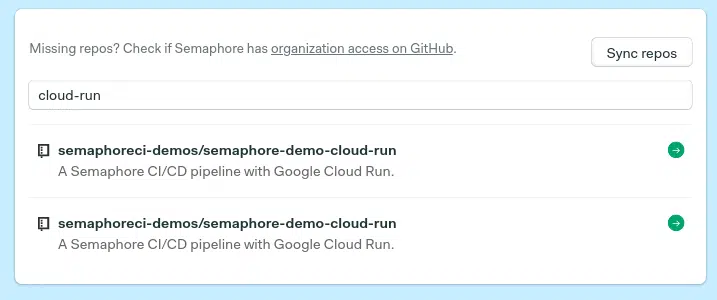 Missing repos? Check if Semaphore has organization access on GitHub.
Sync repos
cloud-run
semaphoreci-demos/semaphore-demo-cloud-run
A Semaphore CI/CD pipeline with Google Cloud Run.
semaphoreci-demos/semaphore-demo-cloud-run
A Semaphore CI/CD pipeline with Google Cloud Run.